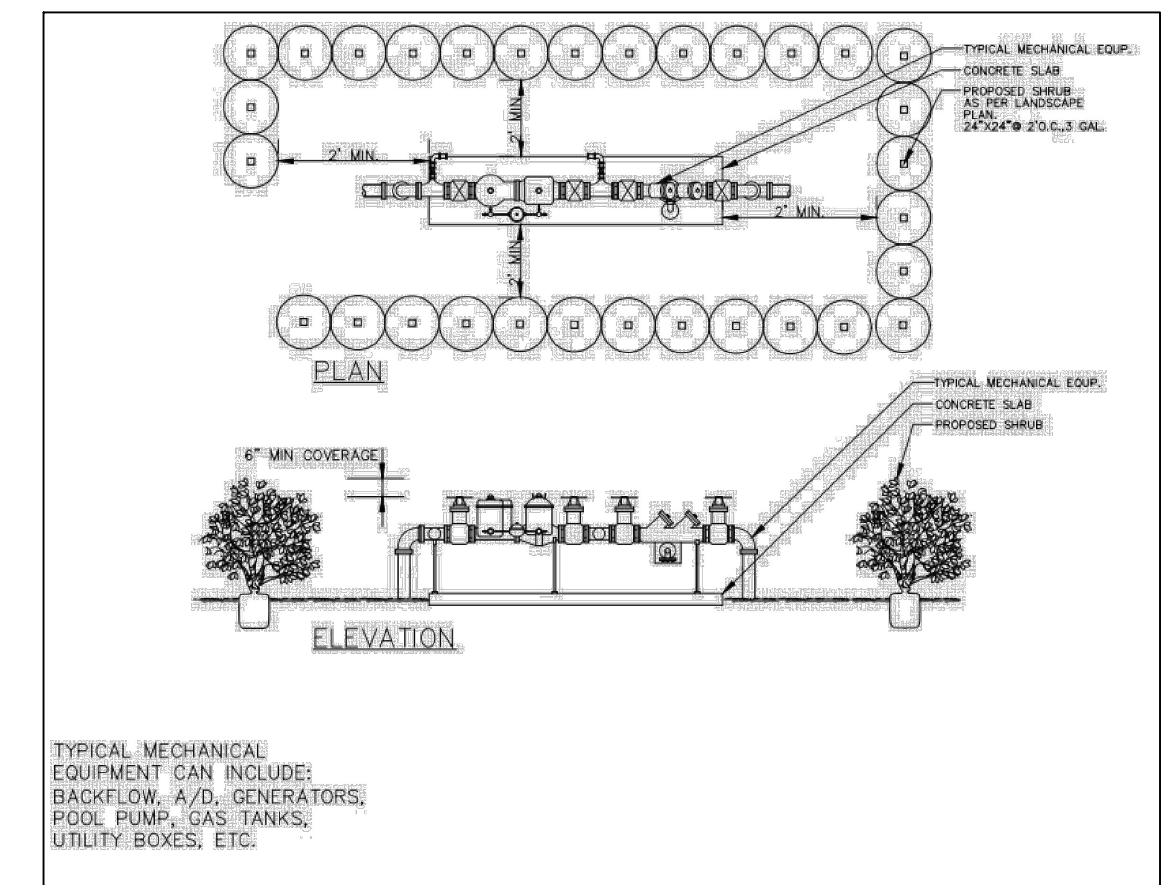 TYPICAL MECHANICAL EQUIP.
CONCRETE SLAB
PROPOSED SHRUB
AS PER LANDSCAPE
PLAN.
24"X24"@ 2'O.C.,3 GAL.
2' MIN.
2' MIN.
2' MIN.
2' MIN.
PLAN
TYPICAL MECHANICAL EQUP.
CONCRETE SLAB
PROPOSED SHRUB
6" MIN COVERAGE
ELEVATION
TYPICAL MECHANICAL
EQUIPMENT CAN INCLUDE:
BACKFLOW, A/D, GENERATORS,
POOL PUMP, GAS TANKS,
UTILITY BOXES, ETC.